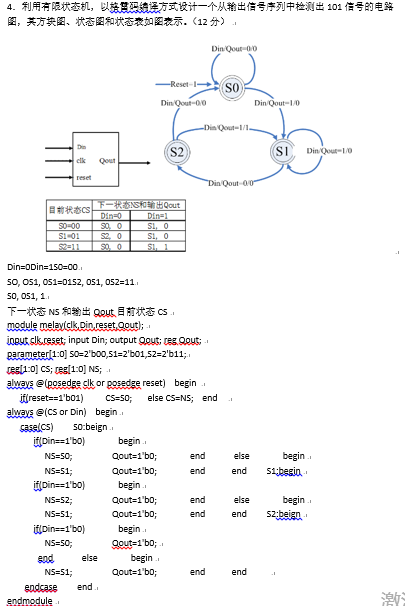 4. 利用有限状态机，以格雷码编译方式设计一个从输出信号序列中检测出 101 信号的电路
图，其方块图、状态图和状态表如图表示。（12 分）
Din/Qout=0/0
Reset=1
S0
Din/Qout=0/0
Din/Qout=1/0
Din/Qout=1/1
S2
S1
Din/Qout=1/0
Din/Qout=0/0
Din
clk
Qout
reset
目前状态CS
下一状态NS和输出Qout
Din=0
Din=1
S0=00
S0, 0
S1, 0
S1=01
S2, 0
S1, 0
S2=11
S0, 0
S1, 1
Din=0Din=1S0=00
SO, OS1, 0S1=01S2, 0S1, 0S2=11
S0, 0S1, 1
下一状态 NS 和输出 Qout 目前状态 CS
module melay(clk,Din,reset,Qout);
input clk,reset; input Din; output Qout; reg Qout;
parameter[1:0] S0=2'b00,S1=2'b01,S2=2'b11;
reg[1:0] CS; reg[1:0] NS;
always @(posedge clk or posedge reset) begin
if(reset==1'b01) CS=S0; else CS=NS; end
always @(CS or Din) begin
case(CS) S0:beign
if(Din==1'b0) begin
NS=S0; Qout=1'b0; end else begin
NS=S1; Qout=1'b0; end end S1:begin
if(Din==1'b0) begin
NS=S2; Qout=1'b0; end else begin
NS=S1; Qout=1'b0; end end S2:beign
if(Din==1'b0) begin
NS=S0; Qout=1'b0;
end else begin
NS=S1; Qout=1'b0; end end
endcase end
endmodule
激